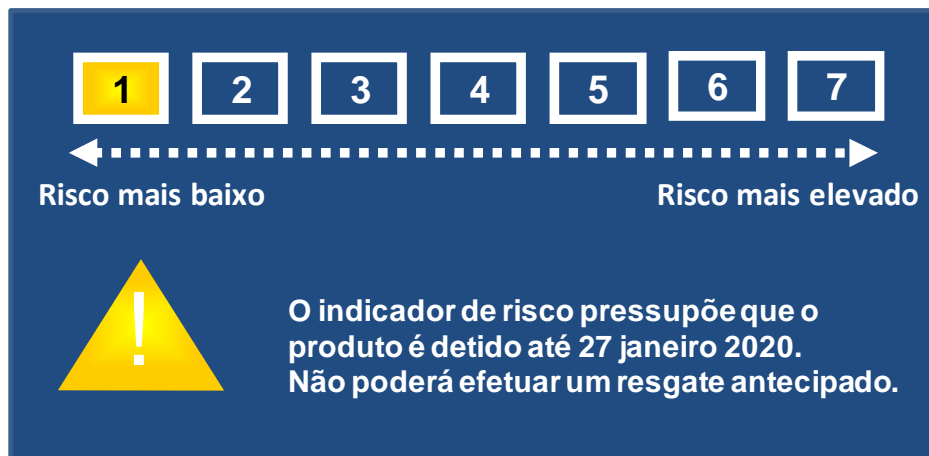 1 2 3 4 5 6 7
Risco mais baixo Risco mais elevado
!
O indicador de risco pressupõe que o
produto é detido até 27 janeiro 2020.
Não poderá efetuar um resgate antecipado.